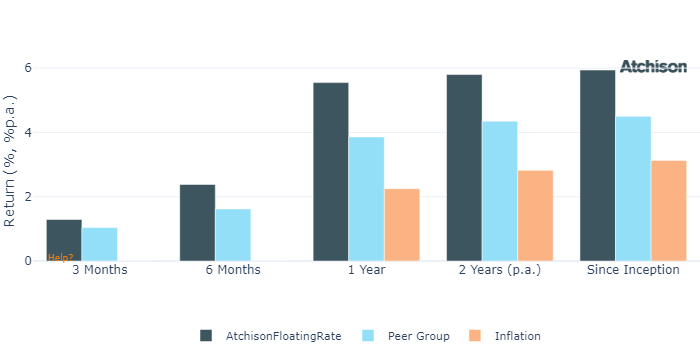 Atchison
Return (%, %p.a.)
6
4
2
0
Help?
3 Months
6 Months
1 Year
2 Years (p.a.)
Since Inception
AtchisonFloatingRate
Peer Group
Inflation